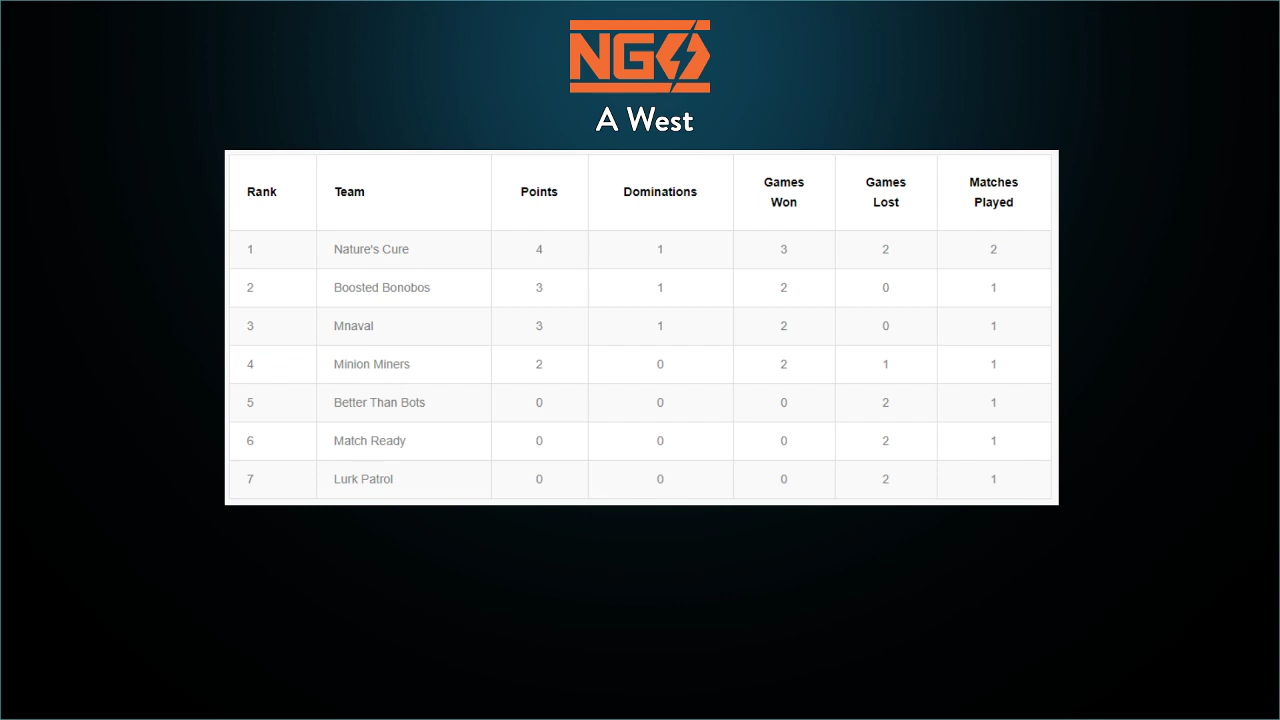 NGS
A West
Rank Team Points Dominations Games Won Games Lost Matches Played
1 Nature's Cure 4 1 3 2 2
2 Boosted Bonobos 3 1 2 0 1
3 Mnaval 3 1 2 0 1
4 Minion Miners 2 0 2 1 1
5 Better Than Bots 0 0 0 2 1
6 Match Ready 0 0 0 2 1
7 Lurk Patrol 0 0 0 2 1